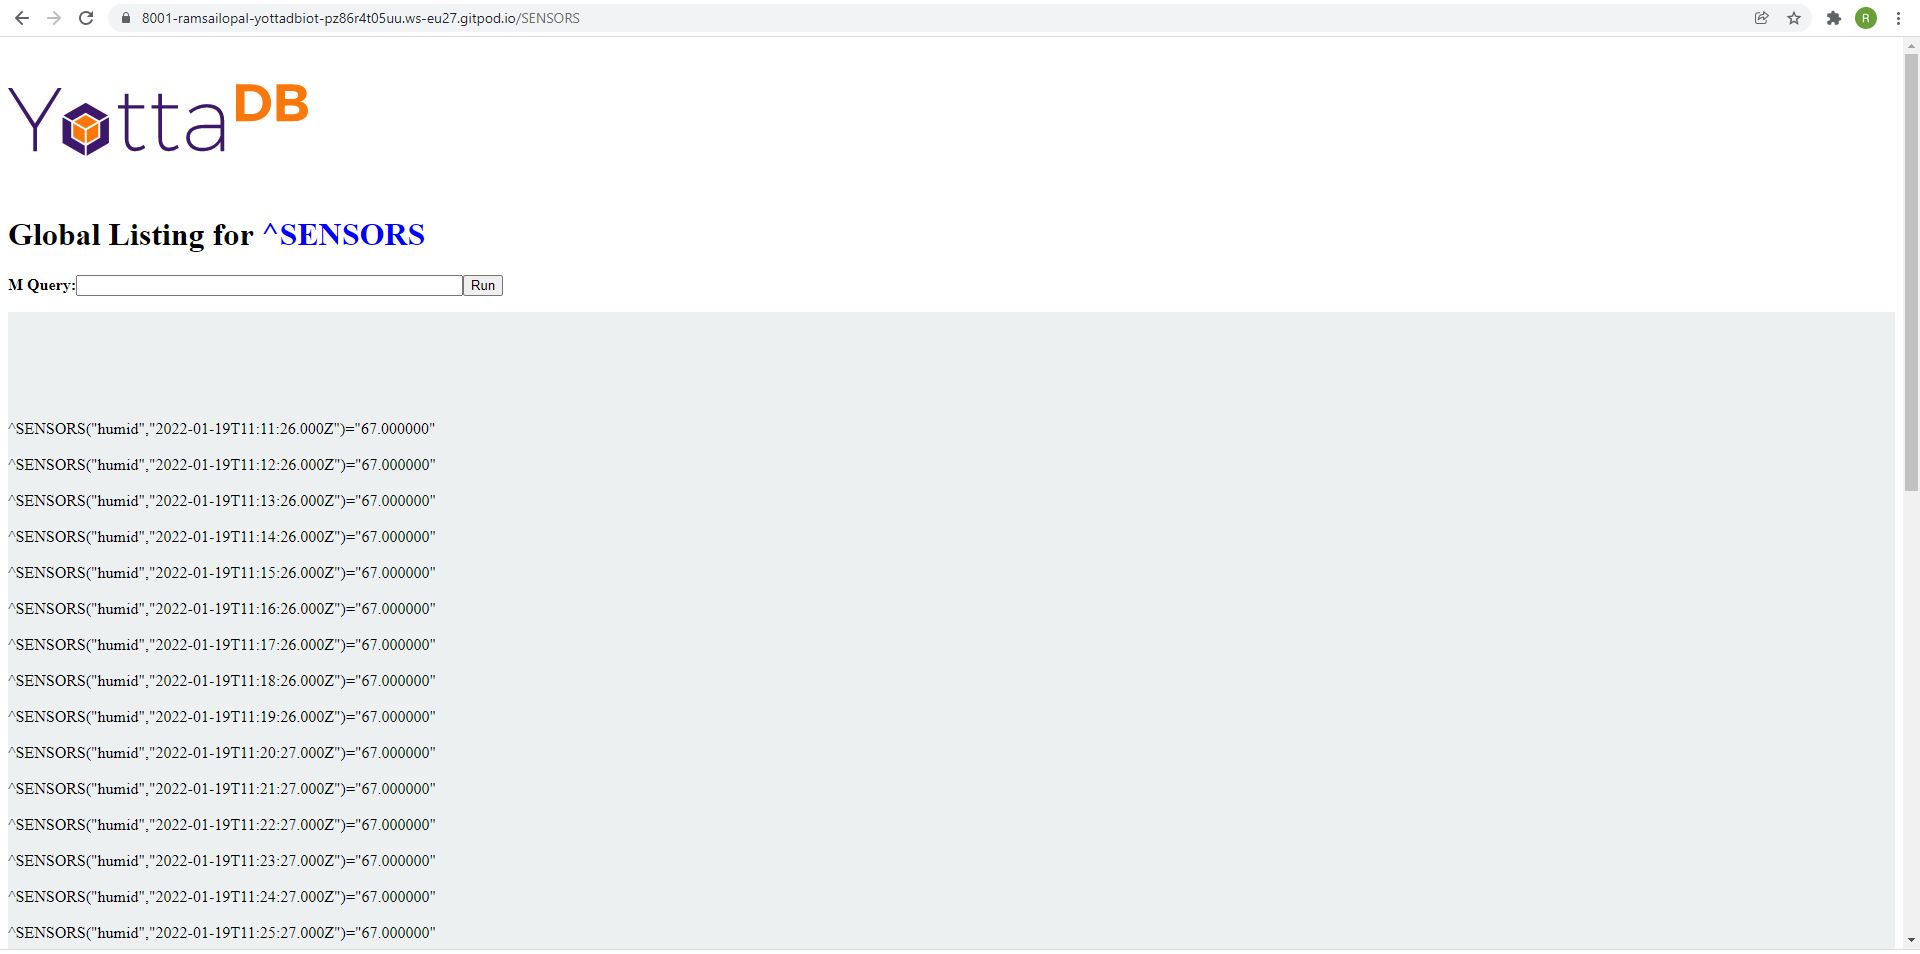 8001-ramsailopal-yottadbiot-pz86r4t05uu.ws-eu27.gitpod.io/SENSORS
R
YottaDB
Global Listing for ^SENSORS
M Query: Run
^SENSORS("humid","2022-01-19T11:11:26.000Z")="67.000000"
^SENSORS("humid","2022-01-19T11:12:26.000Z")="67.000000"
^SENSORS("humid","2022-01-19T11:13:26.000Z")="67.000000"
^SENSORS("humid","2022-01-19T11:14:26.000Z")="67.000000"
^SENSORS("humid","2022-01-19T11:15:26.000Z")="67.000000"
^SENSORS("humid","2022-01-19T11:16:26.000Z")="67.000000"
^SENSORS("humid","2022-01-19T11:17:26.000Z")="67.000000"
^SENSORS("humid","2022-01-19T11:18:26.000Z")="67.000000"
^SENSORS("humid","2022-01-19T11:19:26.000Z")="67.000000"
^SENSORS("humid","2022-01-19T11:20:27.000Z")="67.000000"
^SENSORS("humid","2022-01-19T11:21:27.000Z")="67.000000"
^SENSORS("humid","2022-01-19T11:22:27.000Z")="67.000000"
^SENSORS("humid","2022-01-19T11:23:27.000Z")="67.000000"
^SENSORS("humid","2022-01-19T11:24:27.000Z")="67.000000"
^SENSORS("humid","2022-01-19T11:25:27.000Z")="67.000000"